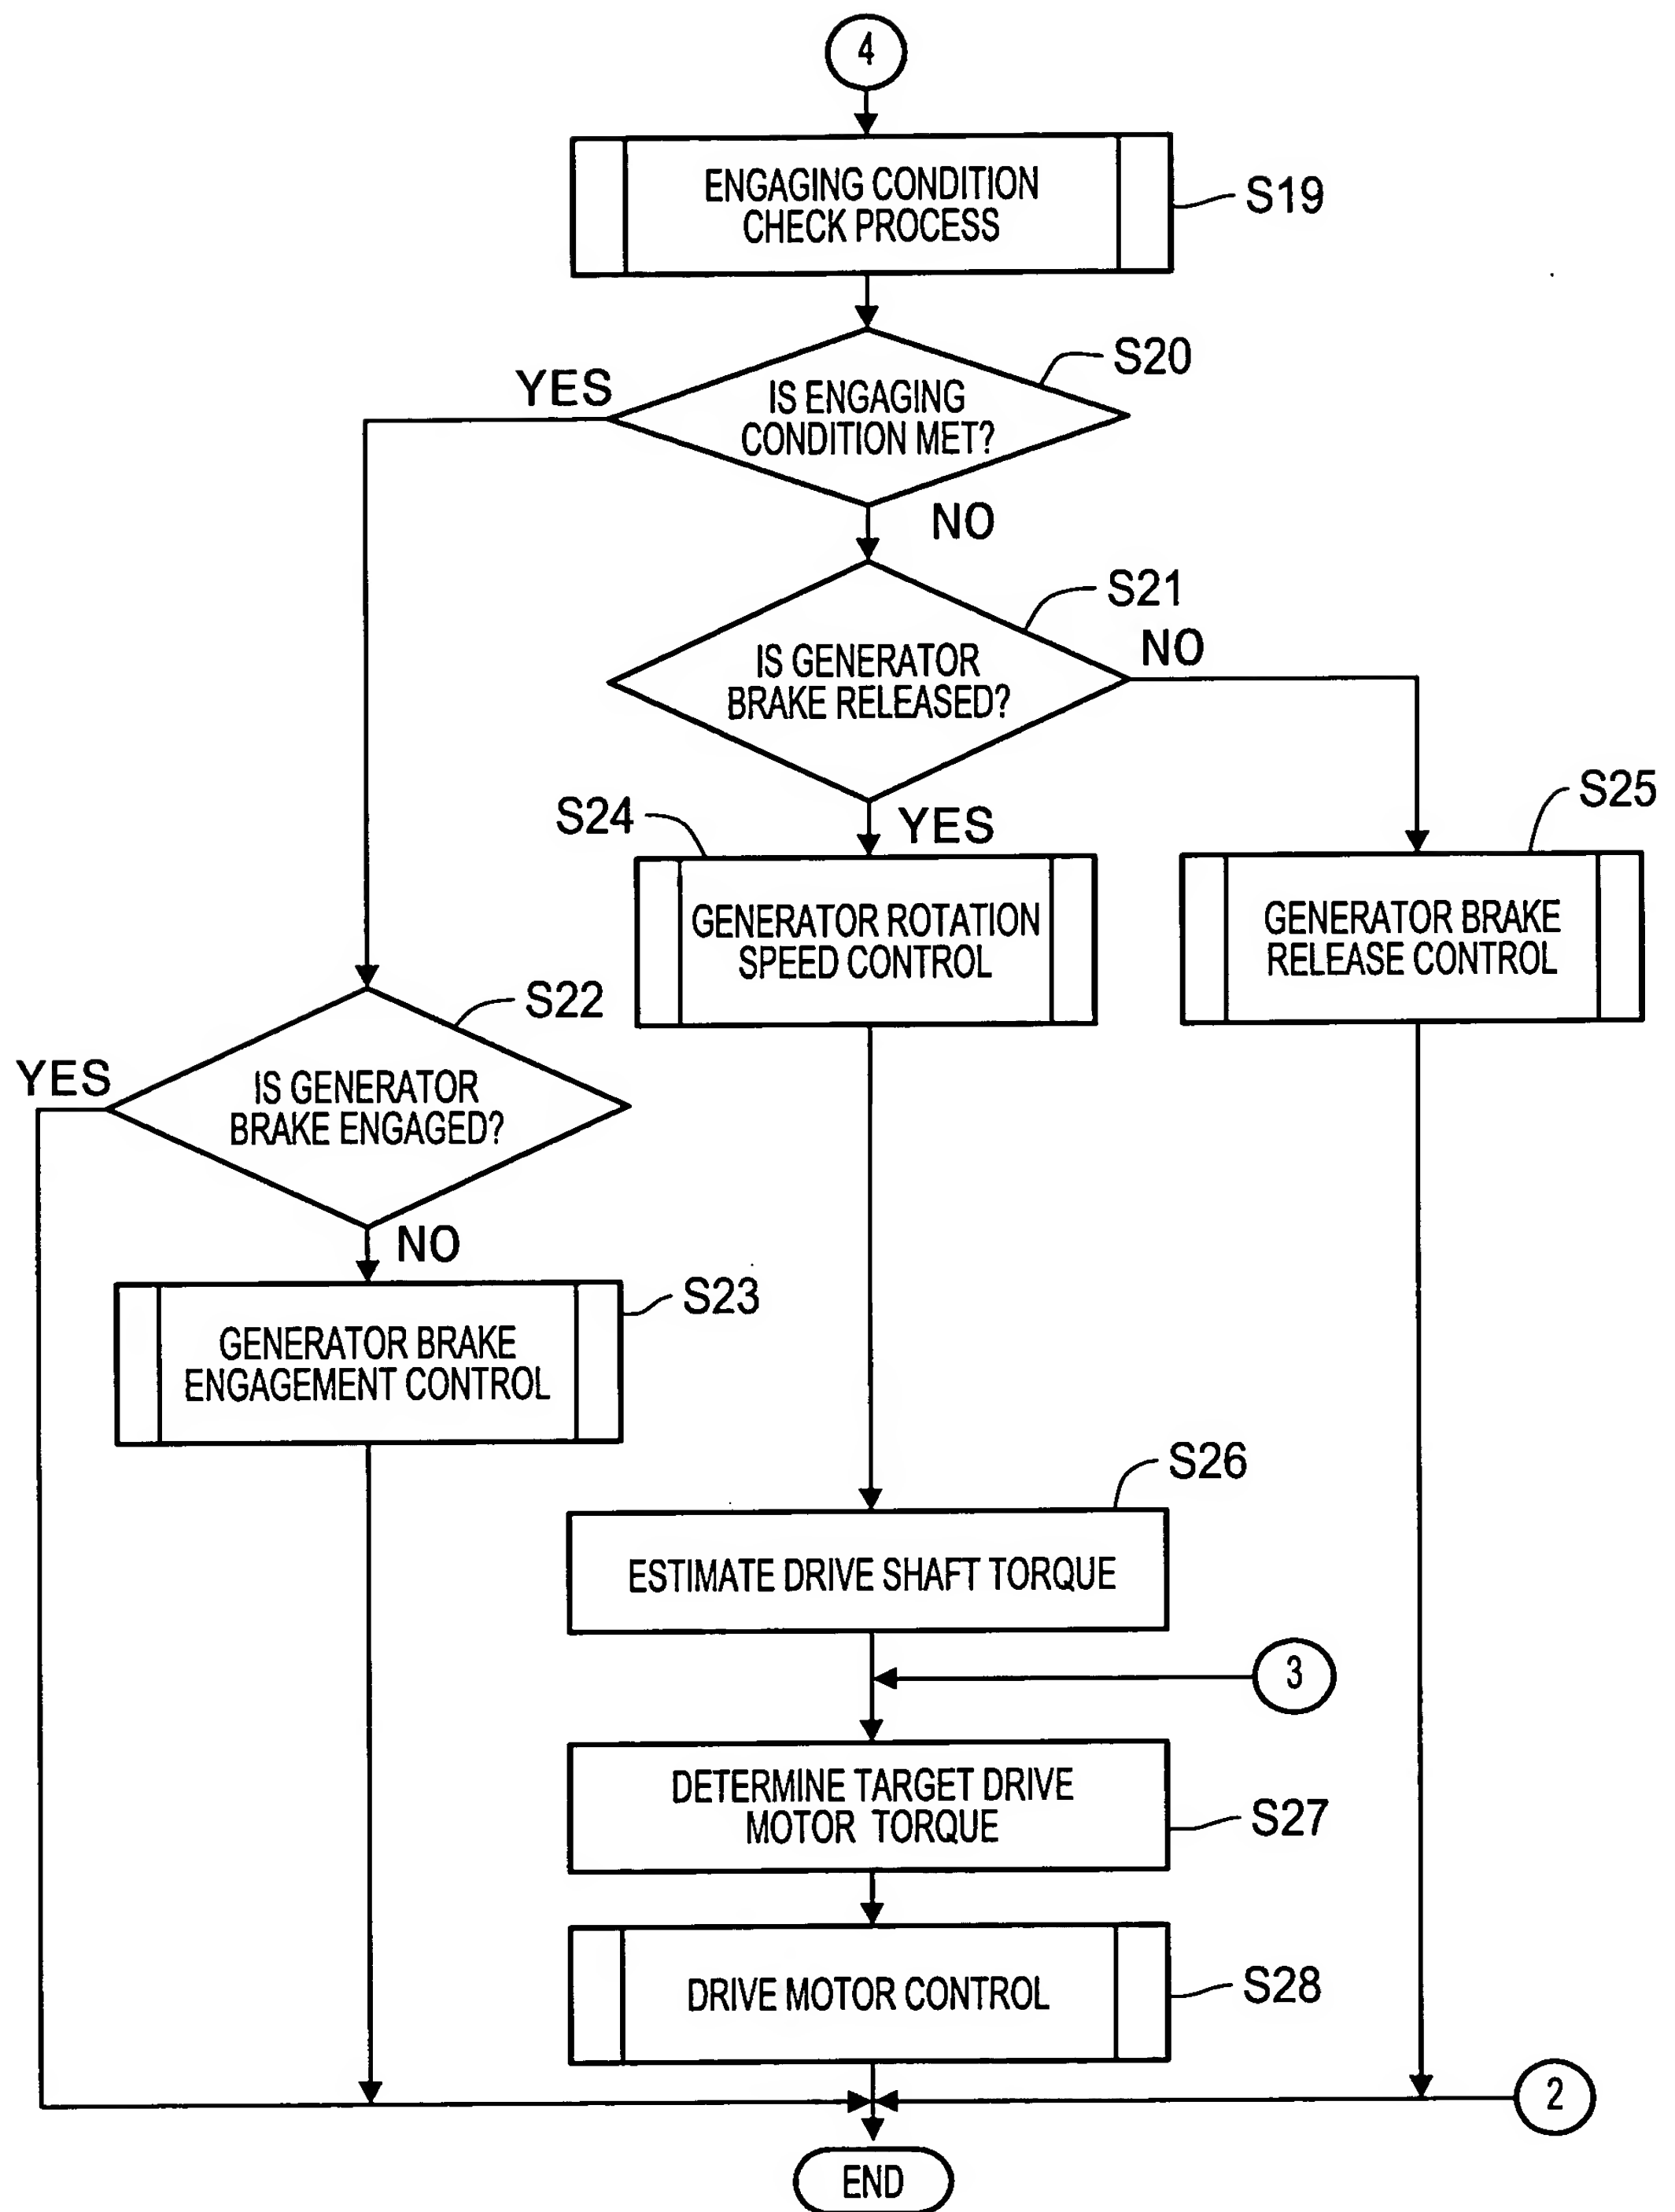 4
ENGAGING CONDITION
CHECK PROCESS
S19
S20
YES
IS ENGAGING
CONDITION MET?
NO
S21
IS GENERATOR
BRAKE RELEASED?
NO
S24
YES
S25
GENERATOR ROTATION
SPEED CONTROL
GENERATOR BRAKE
RELEASE CONTROL
S22
YES
IS GENERATOR
BRAKE ENGAGED?
NO
S23
GENERATOR BRAKE
ENGAGEMENT CONTROL
S26
ESTIMATE DRIVE SHAFT TORQUE
3
DETERMINE TARGET DRIVE
MOTOR TORQUE
S27
DRIVE MOTOR CONTROL
S28
2
END